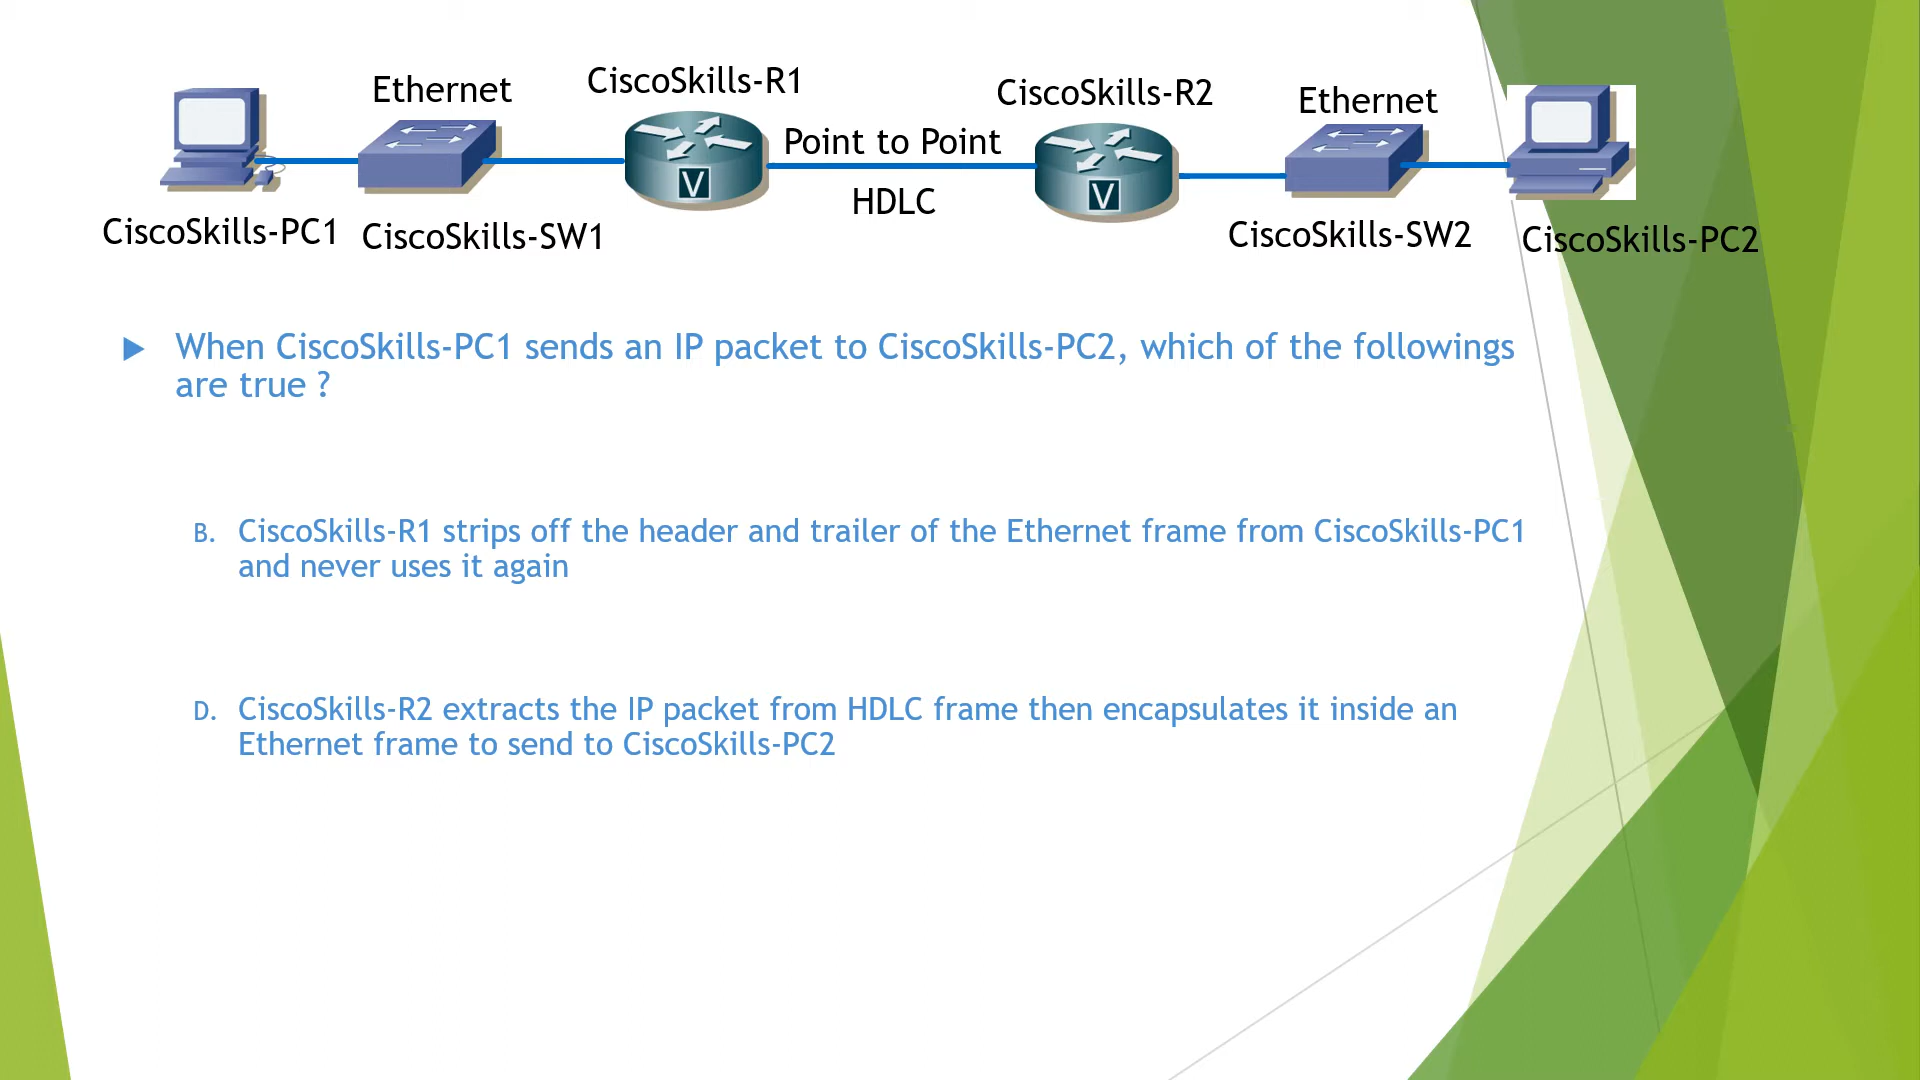 CiscoSkills-R1
Ethernet
CiscoSkills-R2
Ethernet
Point to Point
HDLC
V
V
CiscoSkills-PC1
CiscoSkills-SW1
CiscoSkills-SW2
CiscoSkills-PC2
When CiscoSkills-PC1 sends an IP packet to CiscoSkills-PC2, which of the followings
are true ?
B. CiscoSkills-R1 strips off the header and trailer of the Ethernet frame from CiscoSkills-PC1
and never uses it again
D. CiscoSkills-R2 extracts the IP packet from HDLC frame then encapsulates it inside an
Ethernet frame to send to CiscoSkills-PC2